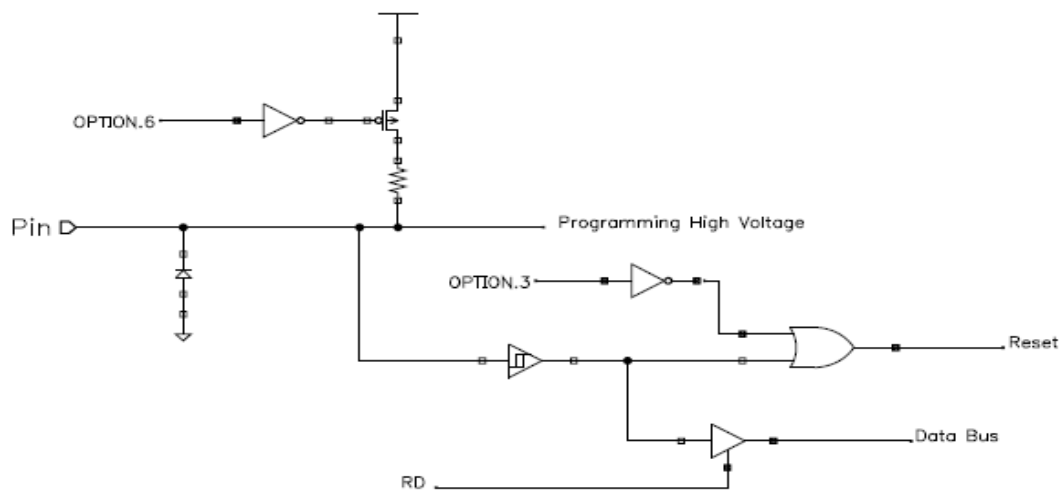 OPTION.6
Pin
Programming High Voltage
OPTION.3
Reset
Data Bus
RD